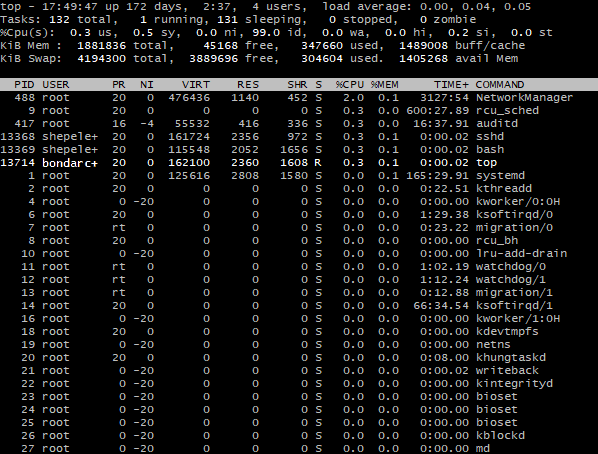 top - 17:49:47 up 172 days,  2:37,  4 users,  load average: 0.00, 0.04, 0.05
Tasks: 132 total,   1 running, 131 sleeping,   0 stopped,   0 zombie
%Cpu(s):  0.3 us,  0.5 sy,  0.0 ni, 99.0 id,  0.0 wa,  0.0 hi,  0.2 si,  0.0 st
KiB Mem :  1881836 total,    45168 free,   347660 used,  1489008 buff/cache
KiB Swap:  4194300 total,  3889696 free,   304604 used.  1405268 avail Mem
PID USER PR NI VIRT RES SHR S %CPU %MEM TIME+ COMMAND
488 root 20 0 476436 1140 452 S 2.0 0.1 3127:54 NetworkManager
9 root 20 0 0 0 0 S 0.3 0.0 600:27.89 rcu_sched
417 root 16 -4 55532 416 336 S 0.3 0.0 16:37.91 auditd
13368 shepele+ 20 0 161724 2356 972 S 0.3 0.1 0:00.02 sshd
13369 shepele+ 20 0 115548 2052 1656 S 0.3 0.1 0:00.02 bash
13714 bondarc+ 20 0 162100 2360 1608 R 0.3 0.1 0:00.02 top
1 root 20 0 125616 2808 1580 S 0.0 0.1 165:29.91 systemd
2 root 20 0 0 0 0 S 0.0 0.0 0:22.51 kthreadd
4 root 0 -20 0 0 0 S 0.0 0.0 0:00.00 kworker/0:0H
6 root 20 0 0 0 0 S 0.0 0.0 1:29.38 ksoftirqd/0
7 root rt 0 0 0 0 S 0.0 0.0 0:23.22 migration/0
8 root 20 0 0 0 0 S 0.0 0.0 0:00.00 rcu_bh
10 root 0 -20 0 0 0 S 0.0 0.0 0:00.00 lru-add-drain
11 root rt 0 0 0 0 S 0.0 0.0 1:02.19 watchdog/0
12 root rt 0 0 0 0 S 0.0 0.0 1:12.24 watchdog/1
13 root rt 0 0 0 0 S 0.0 0.0 0:12.88 migration/1
14 root 20 0 0 0 0 S 0.0 0.0 66:34.54 ksoftirqd/1
16 root 0 -20 0 0 0 S 0.0 0.0 0:00.00 kworker/1:0H
18 root 20 0 0 0 0 S 0.0 0.0 0:00.00 kdevtmpfs
19 root 0 -20 0 0 0 S 0.0 0.0 0:00.00 netns
20 root 20 0 0 0 0 S 0.0 0.0 0:08.00 khungtaskd
21 root 0 -20 0 0 0 S 0.0 0.0 0:00.02 writeback
22 root 0 -20 0 0 0 S 0.0 0.0 0:00.00 kintegrityd
23 root 0 -20 0 0 0 S 0.0 0.0 0:00.00 bioset
24 root 0 -20 0 0 0 S 0.0 0.0 0:00.00 bioset
25 root 0 -20 0 0 0 S 0.0 0.0 0:00.00 bioset
26 root 0 -20 0 0 0 S 0.0 0.0 0:00.00 kblockd
27 root 0 -20 0 0 0 S 0.0 0.0 0:00.00 md